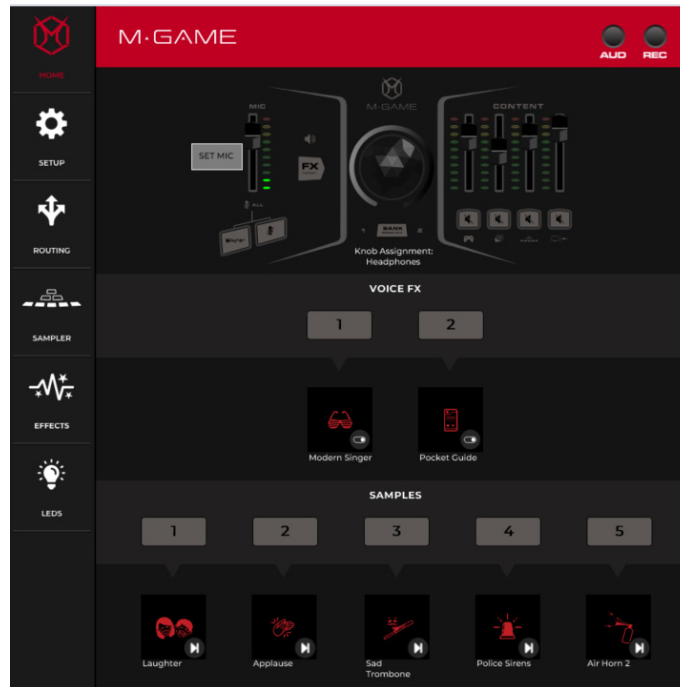 M·GAME
AUD REC
HOME
SETUP
ROUTING
SAMPLER
EFFECTS
LEDS
MIC
SET MIC
FX
ALL
M·GAME
CONTENT
BANK
Knob Assignment:
Headphones
VOICE FX
1 2
Modern Singer
Pocket Guide
SAMPLES
1 2 3 4 5
Laughter
Applause
Sad
Trombone
Police Sirens
Air Horn 2